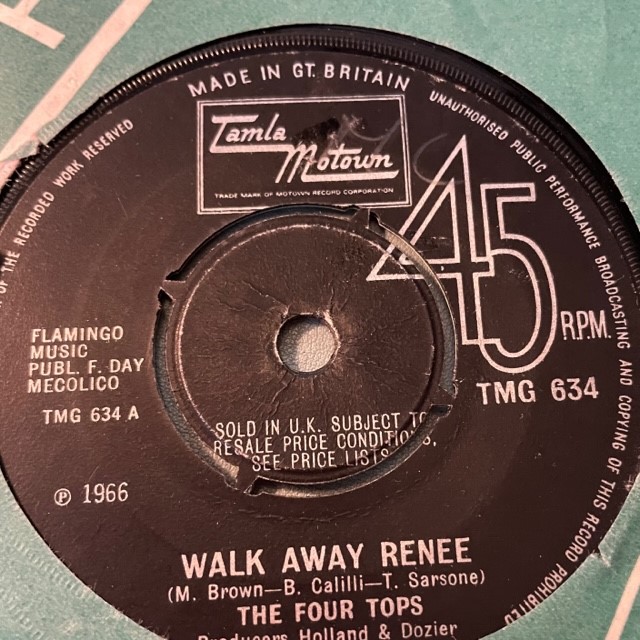 MADE IN GT. BRITAIN
UNAUTHORISED PUBLIC PERFORMANCE BROADCASTING AND COPYING OF THIS RECORD PROHIBITED
OF THE RECORDED WORK RESERVED
Tamla
Motown
TRADE MARK OF MOTOWN RECORD CORPORATION
45
R.P.M.
FLAMINGO
MUSIC
PUBL. F. DAY
MECOLICO
TMG 634
TMG 634 A
SOLD IN U.K. SUBJECT TO
RESALE PRICE CONDITIONS,
SEE PRICE LISTS
℗ 1966
WALK AWAY RENEE
(M. Brown—B. Calilli—T. Sarsone)
THE FOUR TOPS
Producers Holland & Dozier